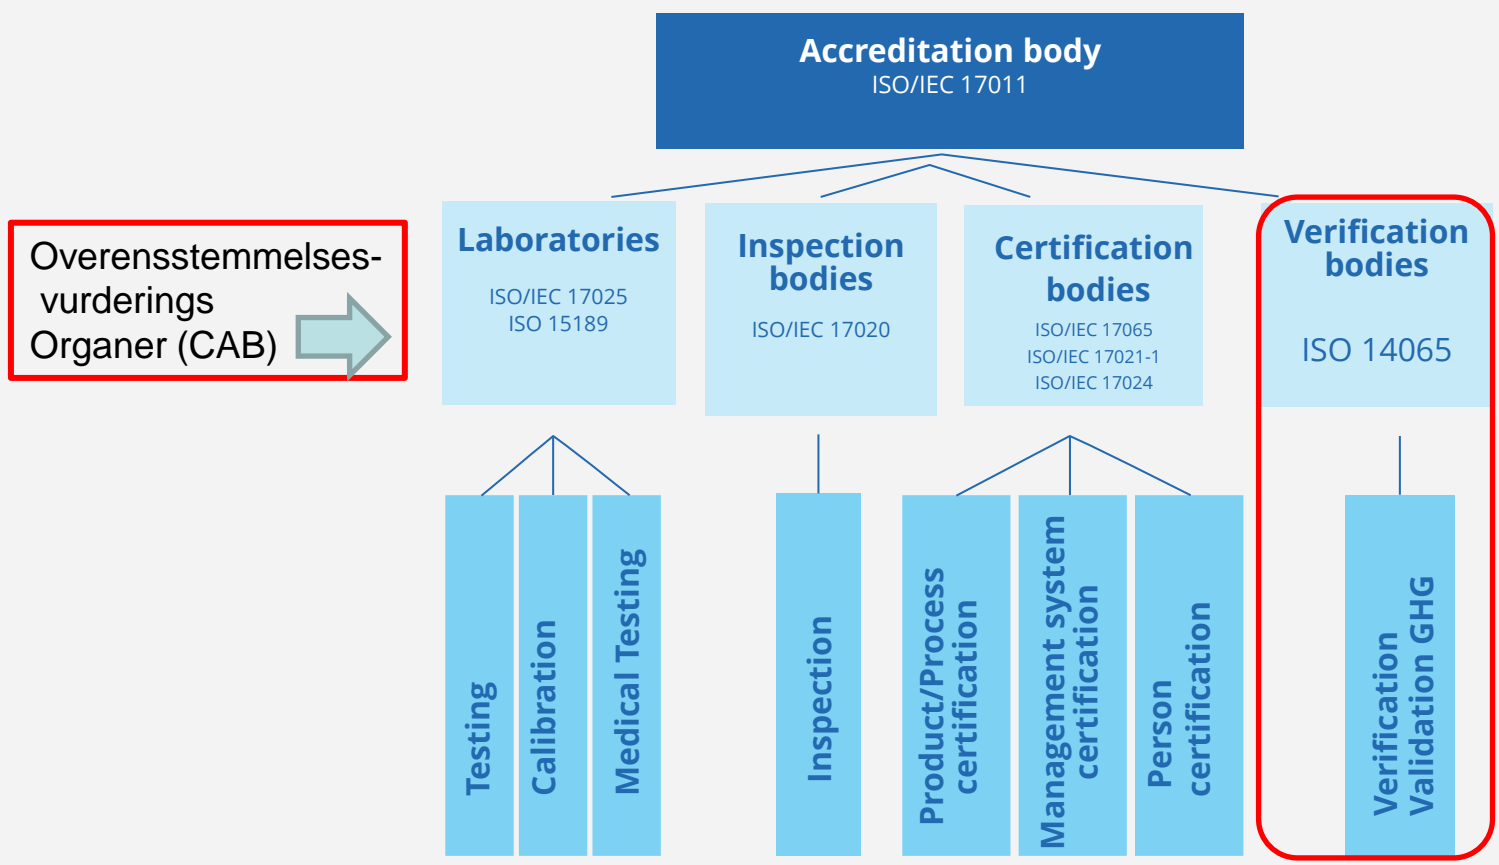 Accreditation body
ISO/IEC 17011
Overensstemmelses-
vurderings
Organer (CAB)
Laboratories
ISO/IEC 17025
ISO 15189
Inspection
bodies
ISO/IEC 17020
Certification
bodies
ISO/IEC 17065
ISO/IEC 17021-1
ISO/IEC 17024
Verification
bodies
ISO 14065
Testing
Calibration
Medical Testing
Inspection
Product/Process
certification
Management system
certification
Person
certification
Verification
Validation GHG